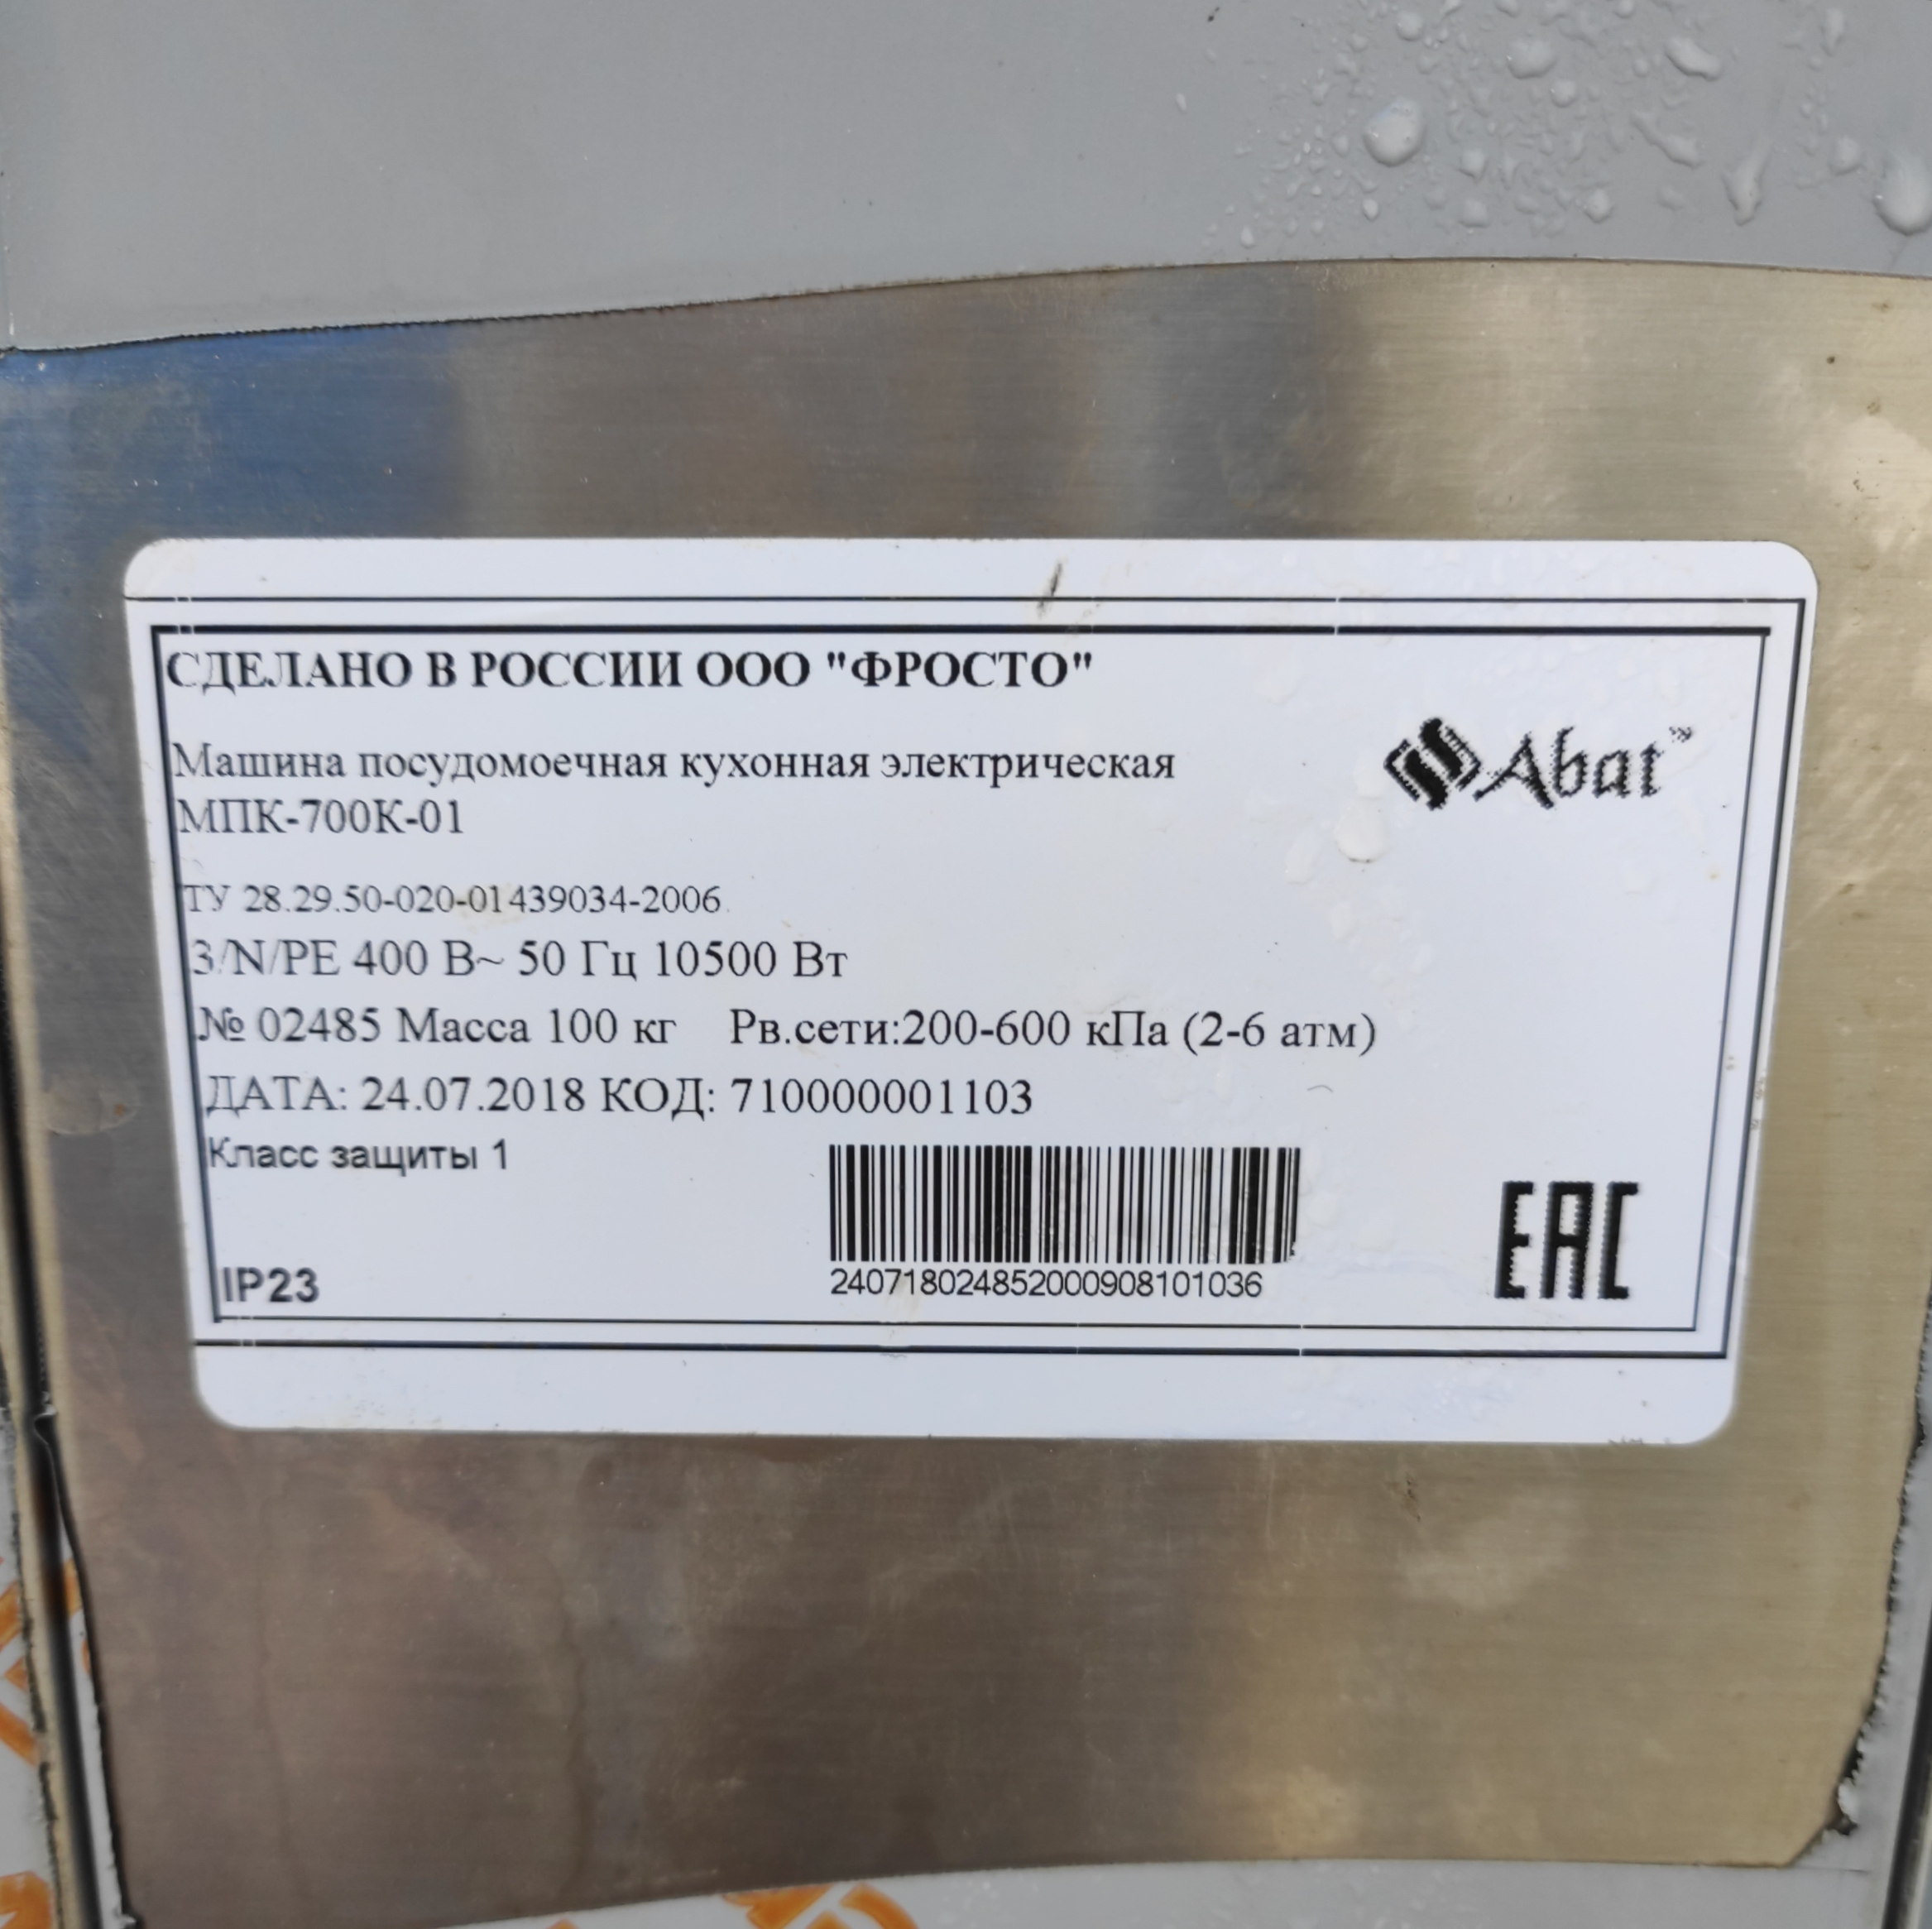 СДЕЛАНО В РОССИИ ООО "ФРОСТО"
Abat™
Машина посудомоечная кухонная электрическая
МПК-700К-01
ТУ 28.29.50-020-01439034-2006
3/N/PE 400 В~ 50 Гц 10500 Вт
№ 02485 Масса 100 кг Рв.сети:200-600 кПа (2-6 атм)
ДАТА: 24.07.2018 КОД: 710000001103
Класс защиты 1
IP23
240718024852000908101036
EAC